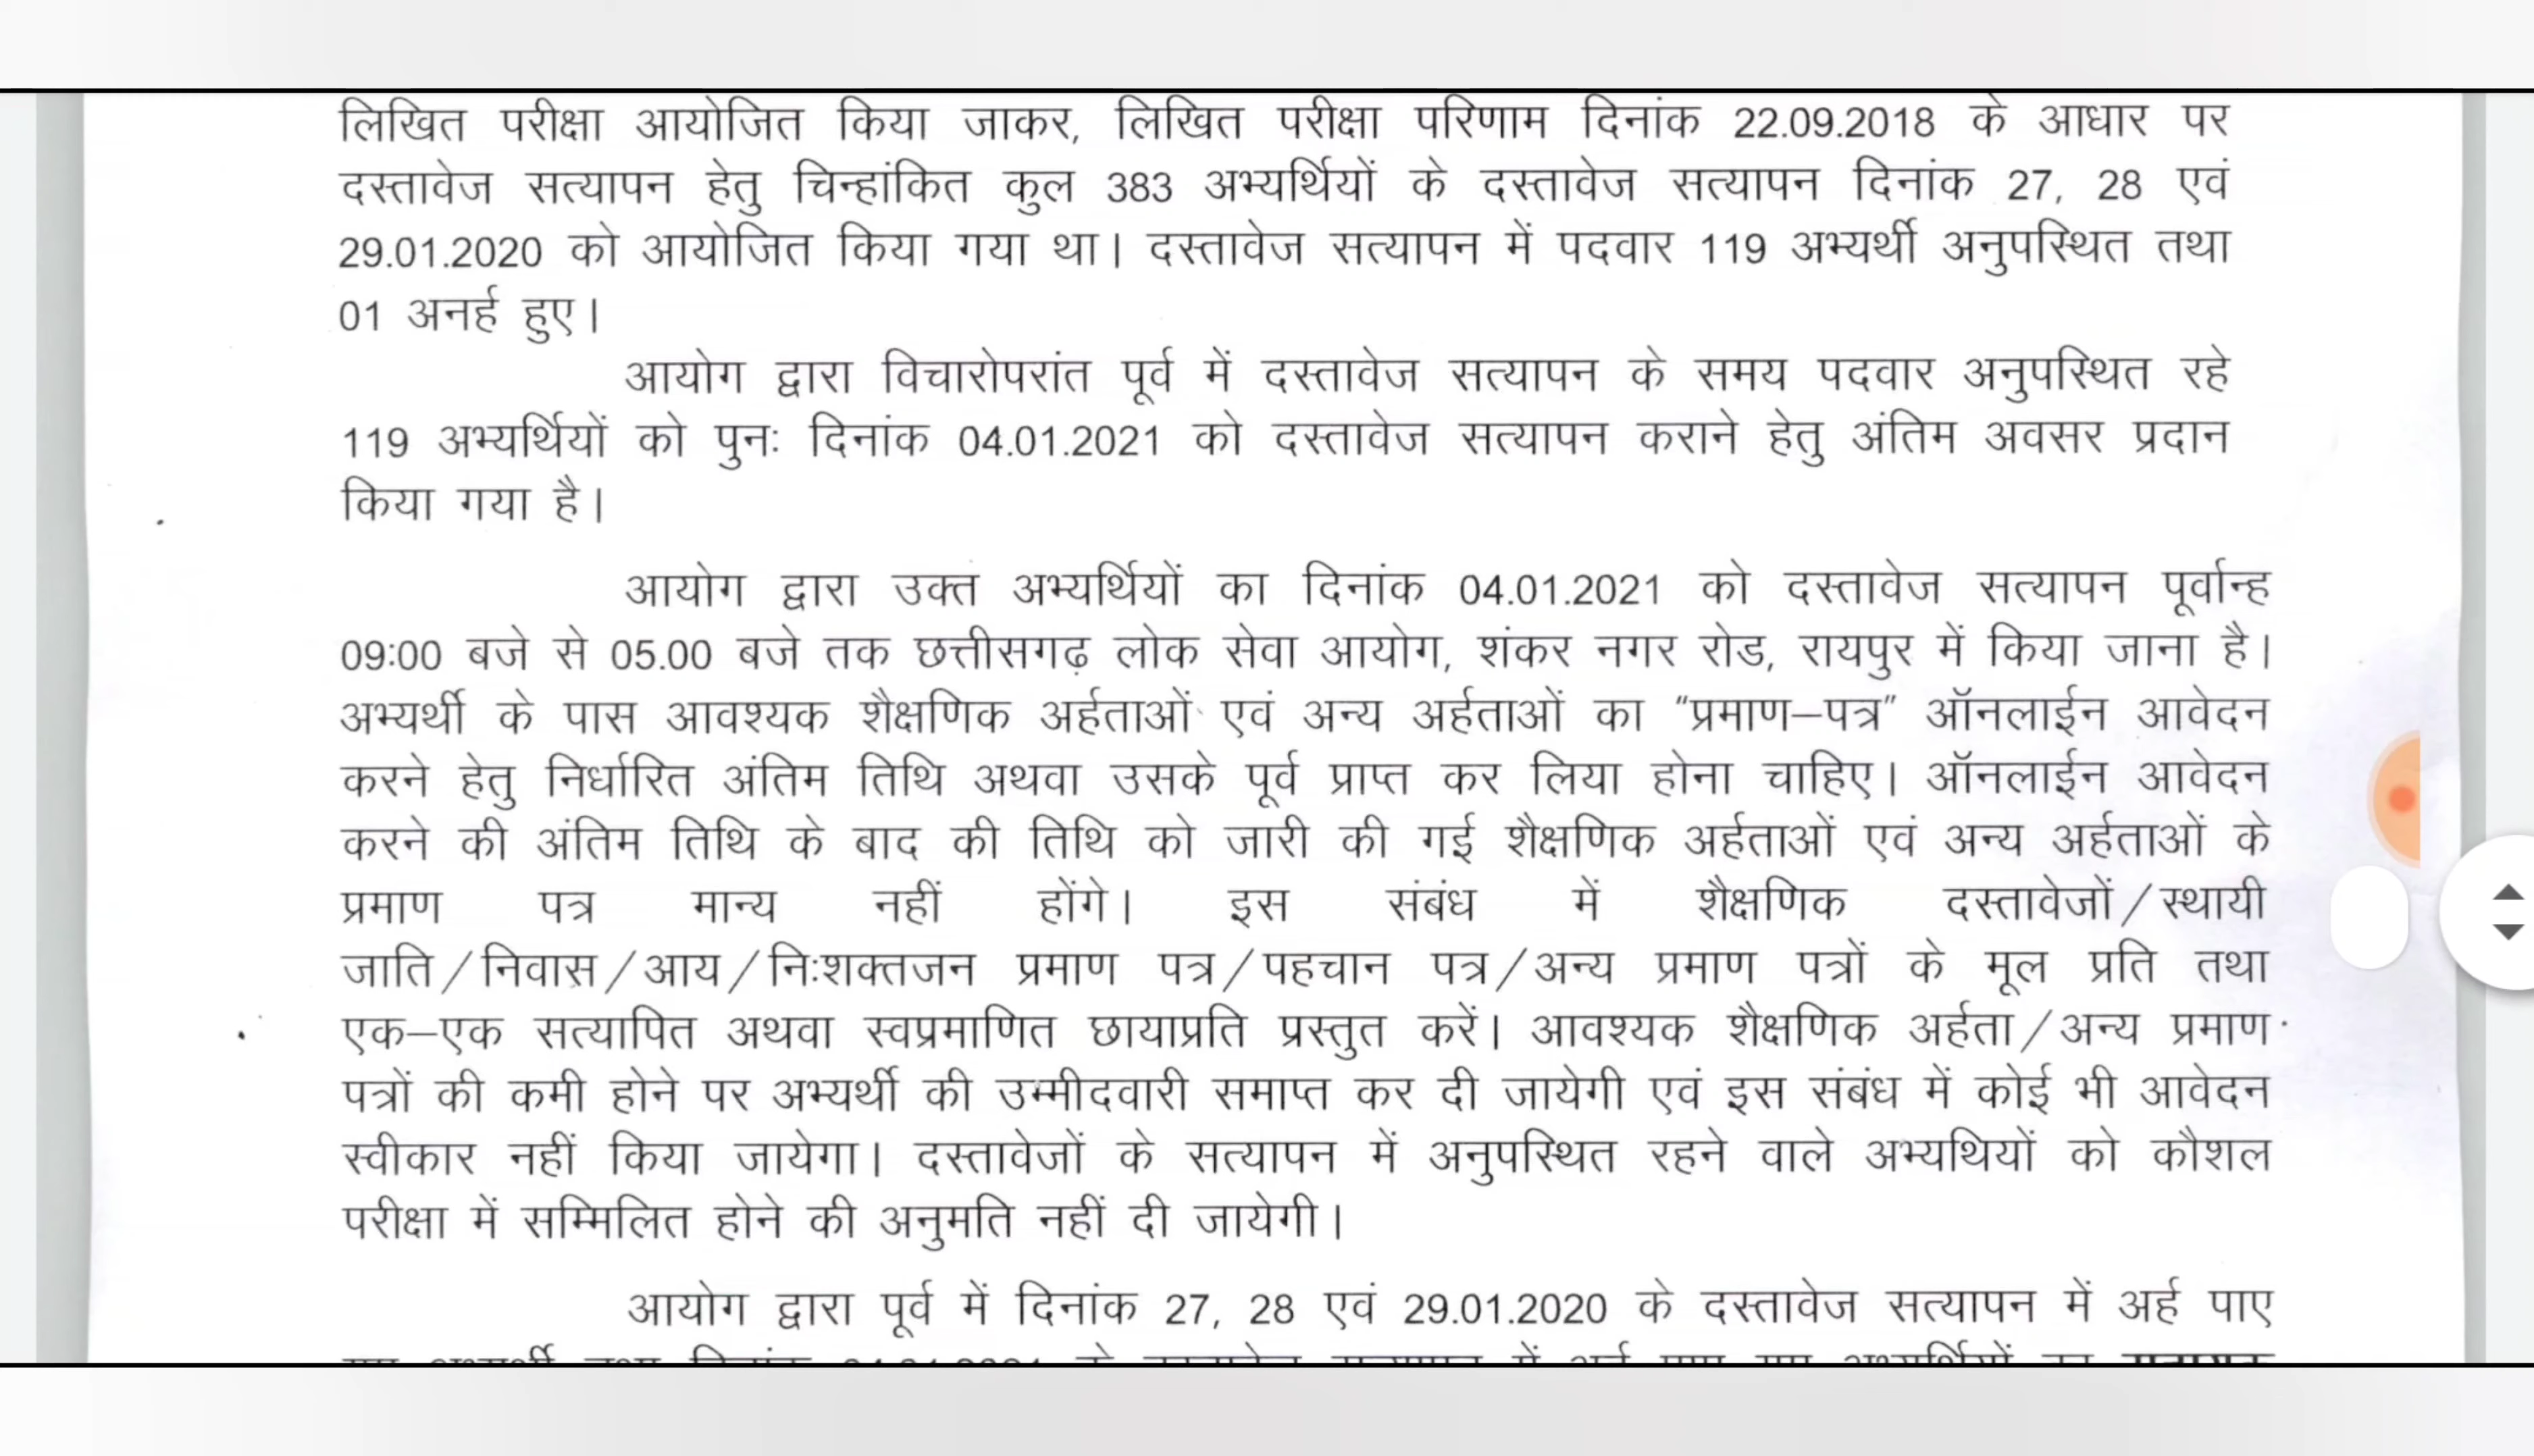 लिखित परीक्षा आयोजित किया जाकर, लिखित परीक्षा परिणाम दिनांक 22.09.2018 के आधार पर
दस्तावेज सत्यापन हेतु चिन्हांकित कुल 383 अभ्यर्थियों के दस्तावेज सत्यापन दिनांक 27, 28 एवं
29.01.2020 को आयोजित किया गया था। दस्तावेज सत्यापन में पदवार 119 अभ्यर्थी अनुपस्थित तथा
01 अनर्ह हुए।
आयोग द्वारा विचारोपरांत पूर्व में दस्तावेज सत्यापन के समय पदवार अनुपस्थित रहे
119 अभ्यर्थियों को पुनः दिनांक 04.01.2021 को दस्तावेज सत्यापन कराने हेतु अंतिम अवसर प्रदान
किया गया है।
आयोग द्वारा उक्त अभ्यर्थियों का दिनांक 04.01.2021 को दस्तावेज सत्यापन पूर्वान्ह
09:00 बजे से 05.00 बजे तक छत्तीसगढ़ लोक सेवा आयोग, शंकर नगर रोड, रायपुर में किया जाना है।
अभ्यर्थी के पास आवश्यक शैक्षणिक अर्हताओं एवं अन्य अर्हताओं का “प्रमाण–पत्र” ऑनलाईन आवेदन
करने हेतु निर्धारित अंतिम तिथि अथवा उसके पूर्व प्राप्त कर लिया होना चाहिए। ऑनलाईन आवेदन
करने की अंतिम तिथि के बाद की तिथि को जारी की गई शैक्षणिक अर्हताओं एवं अन्य अर्हताओं के
प्रमाण पत्र मान्य नहीं होंगे। इस संबंध में शैक्षणिक दस्तावेजों/स्थायी
जाति/निवास/आय/निःशक्तजन प्रमाण पत्र/पहचान पत्र/अन्य प्रमाण पत्रों के मूल प्रति तथा
एक–एक सत्यापित अथवा स्वप्रमाणित छायाप्रति प्रस्तुत करें। आवश्यक शैक्षणिक अर्हता/अन्य प्रमाण
पत्रों की कमी होने पर अभ्यर्थी की उम्मीदवारी समाप्त कर दी जायेगी एवं इस संबंध में कोई भी आवेदन
स्वीकार नहीं किया जायेगा। दस्तावेजों के सत्यापन में अनुपस्थित रहने वाले अभ्यथियों को कौशल
परीक्षा में सम्मिलित होने की अनुमति नहीं दी जायेगी।
आयोग द्वारा पूर्व में दिनांक 27, 28 एवं 29.01.2020 के दस्तावेज सत्यापन में अर्ह पाए